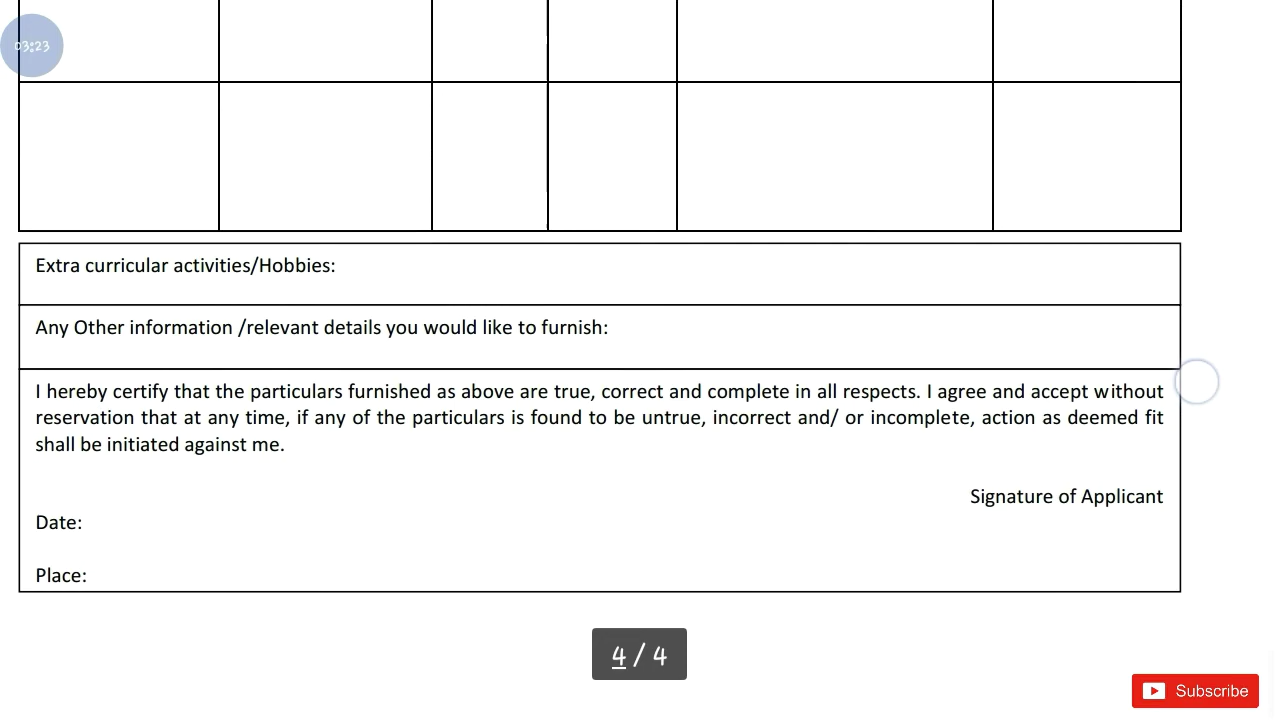 03:23
Extra curricular activities/Hobbies:
Any Other information /relevant details you would like to furnish:
I hereby certify that the particulars furnished as above are true, correct and complete in all respects. I agree and accept without
reservation that at any time, if any of the particulars is found to be untrue, incorrect and/ or incomplete, action as deemed fit
shall be initiated against me.
Signature of Applicant
Date:
Place:
4 / 4
Subscribe